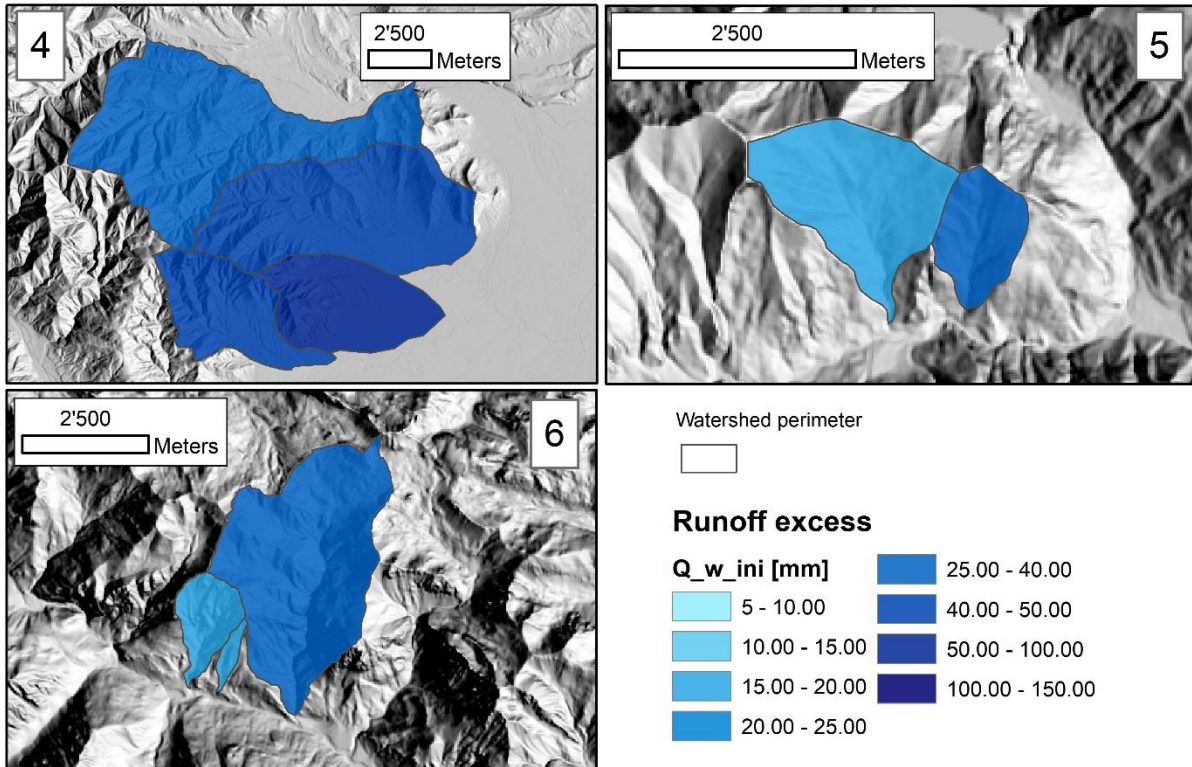 4
2'500
Meters
2'500
Meters
5
2'500
Meters
6
Watershed perimeter
Runoff excess
Q_w_ini [mm]
5 - 10.00
10.00 - 15.00
15.00 - 20.00
20.00 - 25.00
25.00 - 40.00
40.00 - 50.00
50.00 - 100.00
100.00 - 150.00